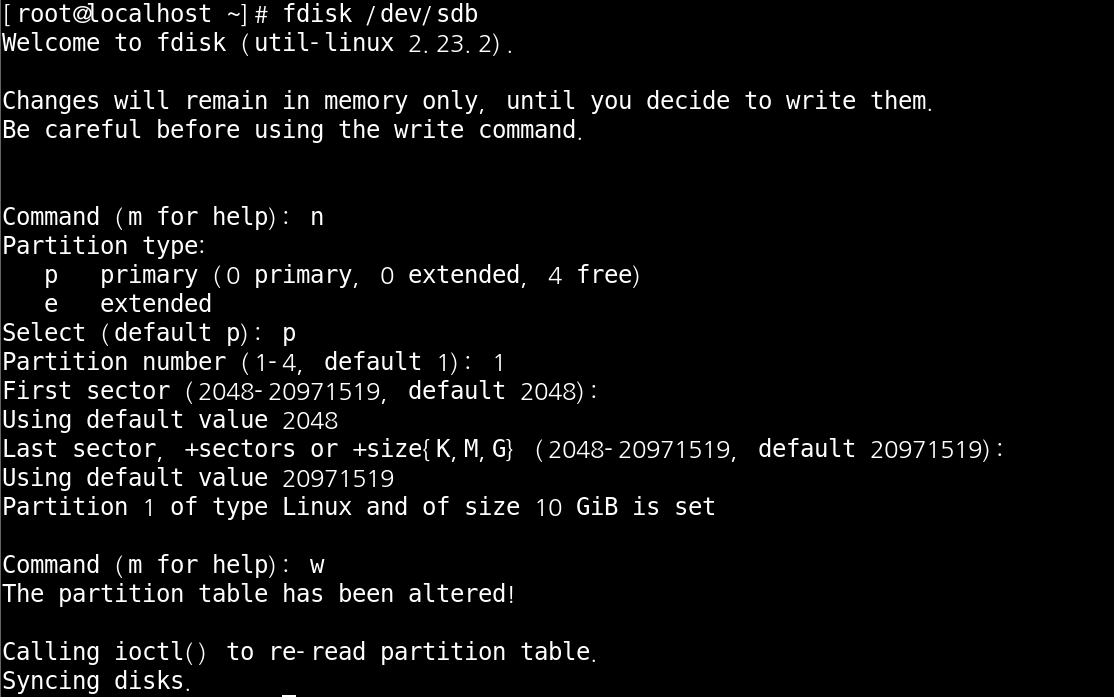 [root@localhost ~]# fdisk /dev/sdb
Welcome to fdisk (util-linux 2.23.2).
Changes will remain in memory only, until you decide to write them.
Be careful before using the write command.
Command (m for help): n
Partition type:
   p   primary (0 primary, 0 extended, 4 free)
   e   extended
Select (default p): p
Partition number (1-4, default 1): 1
First sector (2048-20971519, default 2048):
Using default value 2048
Last sector, +sectors or +size{K,M,G} (2048-20971519, default 20971519):
Using default value 20971519
Partition 1 of type Linux and of size 10 GiB is set
Command (m for help): w
The partition table has been altered!
Calling ioctl() to re-read partition table.
Syncing disks.